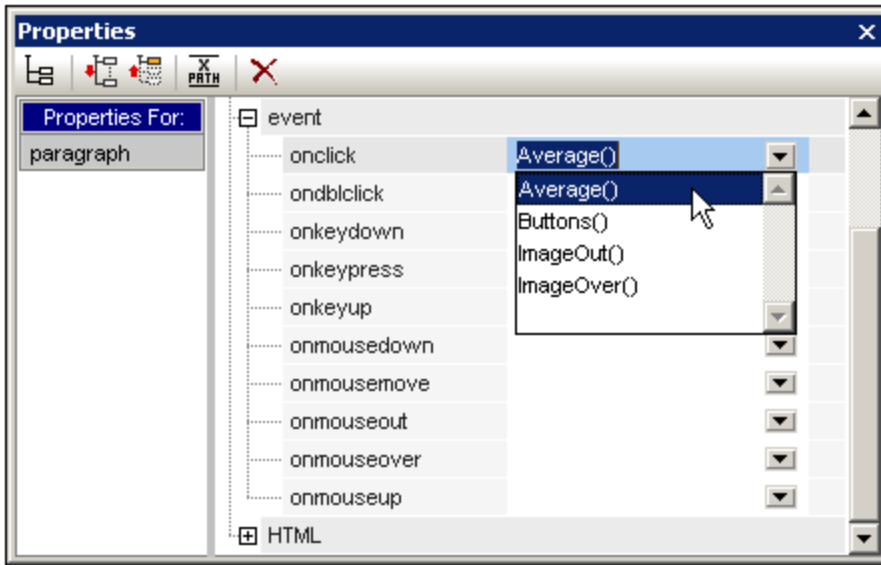 Properties
X
PATH
Properties For:
paragraph
event
onclick Average()
Average()
ondblclick
Buttons()
onkeydown
ImageOut()
onkeypress
ImageOver()
onkeyup
onmousedown
onmousemove
onmouseout
onmouseover
onmouseup
HTML